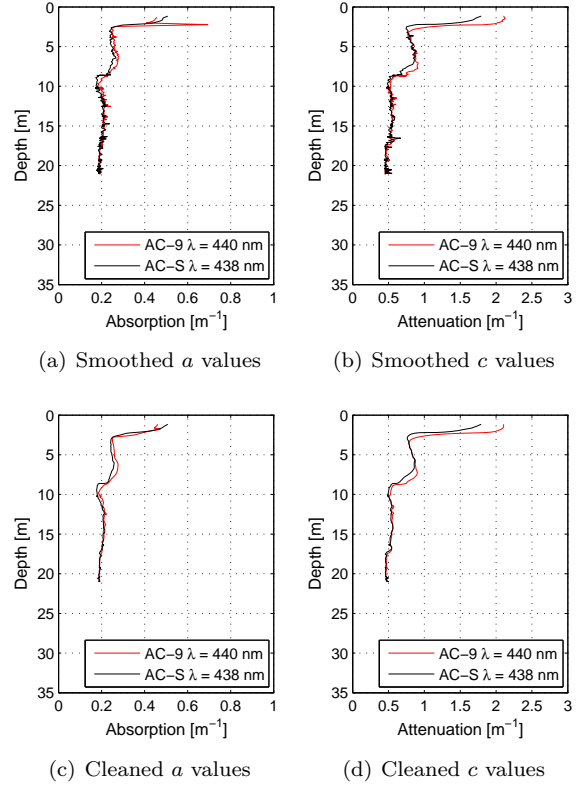 0
5
10
15
20
25
30
35
Depth [m]
AC−9 λ = 440 nm
AC−S λ = 438 nm
0 0.2 0.4 0.6 0.8 1
Absorption [m⁻¹]
(a) Smoothed a values
0
5
10
15
20
25
30
35
Depth [m]
AC−9 λ = 440 nm
AC−S λ = 438 nm
0 0.5 1 1.5 2 2.5 3
Attenuation [m⁻¹]
(b) Smoothed c values
0
5
10
15
20
25
30
35
Depth [m]
AC−9 λ = 440 nm
AC−S λ = 438 nm
0 0.2 0.4 0.6 0.8 1
Absorption [m⁻¹]
(c) Cleaned a values
0
5
10
15
20
25
30
35
Depth [m]
AC−9 λ = 440 nm
AC−S λ = 438 nm
0 0.5 1 1.5 2 2.5 3
Attenuation [m⁻¹]
(d) Cleaned c values